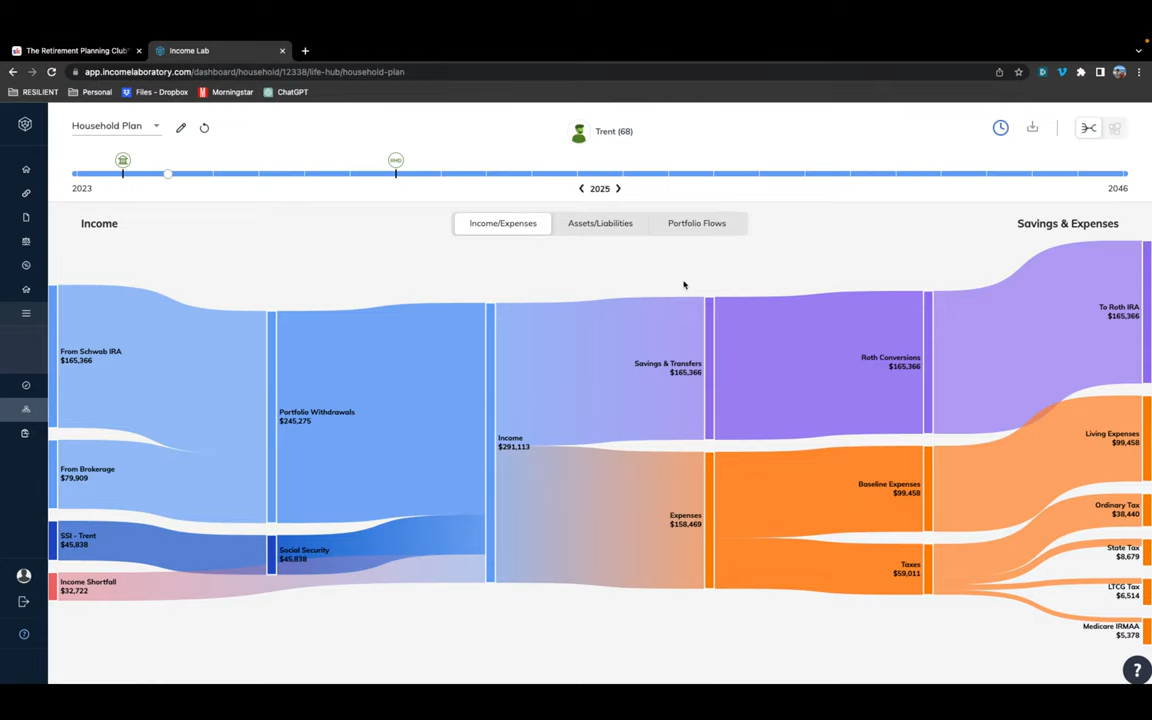 The Retirement Planning Club
Income Lab
app.incomelaboratory.com/dashboard/household/12338/life-hub/household-plan
RESILIENT
Personal
Files - Dropbox
Morningstar
ChatGPT
Household Plan
Trent (68)
RMD
2023
2025
2046
Income
Income/Expenses
Assets/Liabilities
Portfolio Flows
Savings & Expenses
From Schwab IRA
$165,366
From Brokerage
$79,909
SSI - Trent
$45,838
Income Shortfall
$32,722
Portfolio Withdrawals
$245,275
Social Security
$45,838
Income
$291,113
Savings & Transfers
$165,366
Expenses
$158,469
Roth Conversions
$165,366
Baseline Expenses
$99,458
Taxes
$59,011
To Roth IRA
$165,366
Living Expenses
$99,458
Ordinary Tax
$38,440
State Tax
$8,679
LTCG Tax
$6,514
Medicare IRMAA
$5,378
?